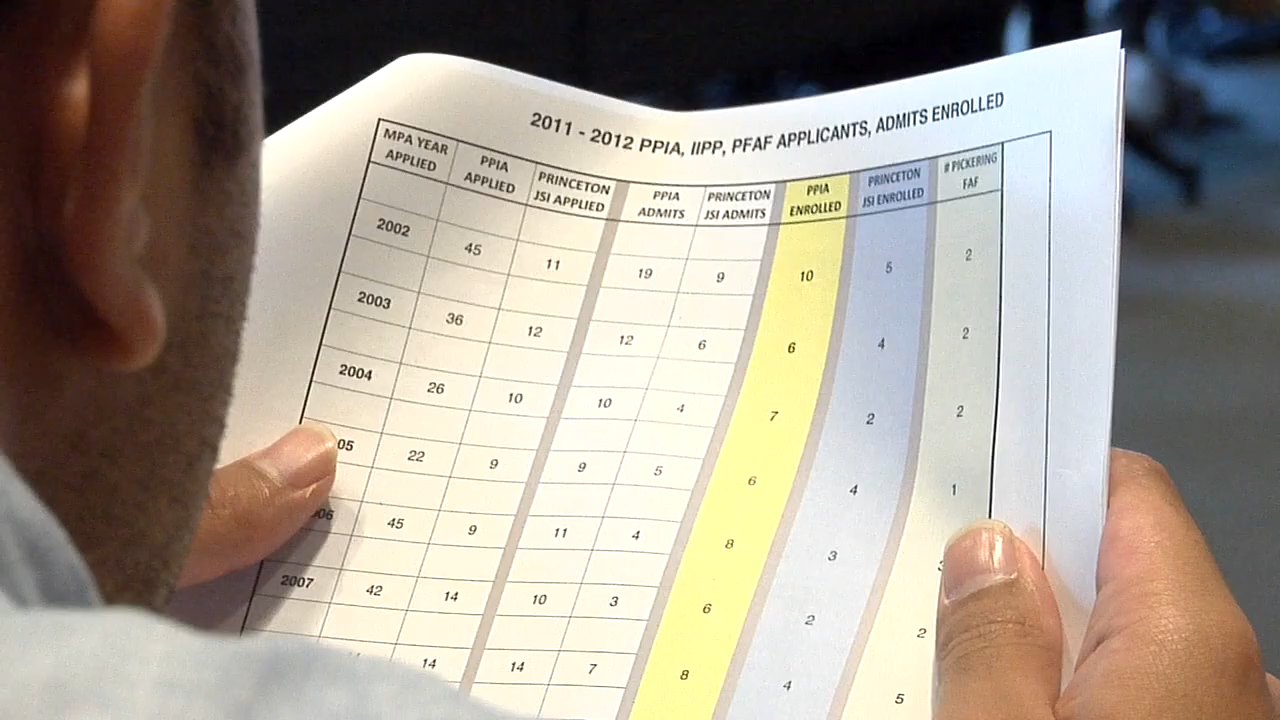 2011 - 2012 PPIA, IIPP, PFAF APPLICANTS, ADMITS ENROLLED
MPA YEAR APPLIED PPIA APPLIED PRINCETON JSI APPLIED PPIA ADMITS PRINCETON JSI ADMITS PPIA ENROLLED PRINCETON JSI ENROLLED # PICKERING FAF
2002 45 11 19 9 10 5 2
2003 36 12 12 6 6 4 2
2004 26 10 10 4 7 2 2
05 22 9 9 5 6 4 1
06 45 9 11 4 8 3
2007 42 14 10 3 6 2 2
14 14 7 8 4 5